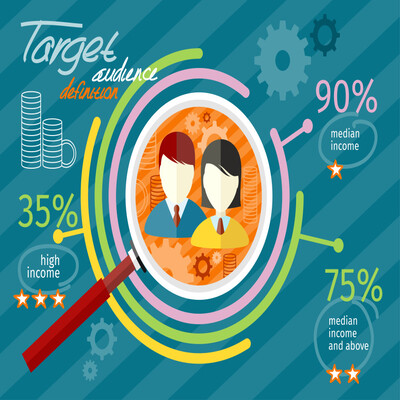 Target
audience
definition
90%
median
income
35%
high
income
75%
median
income
and above